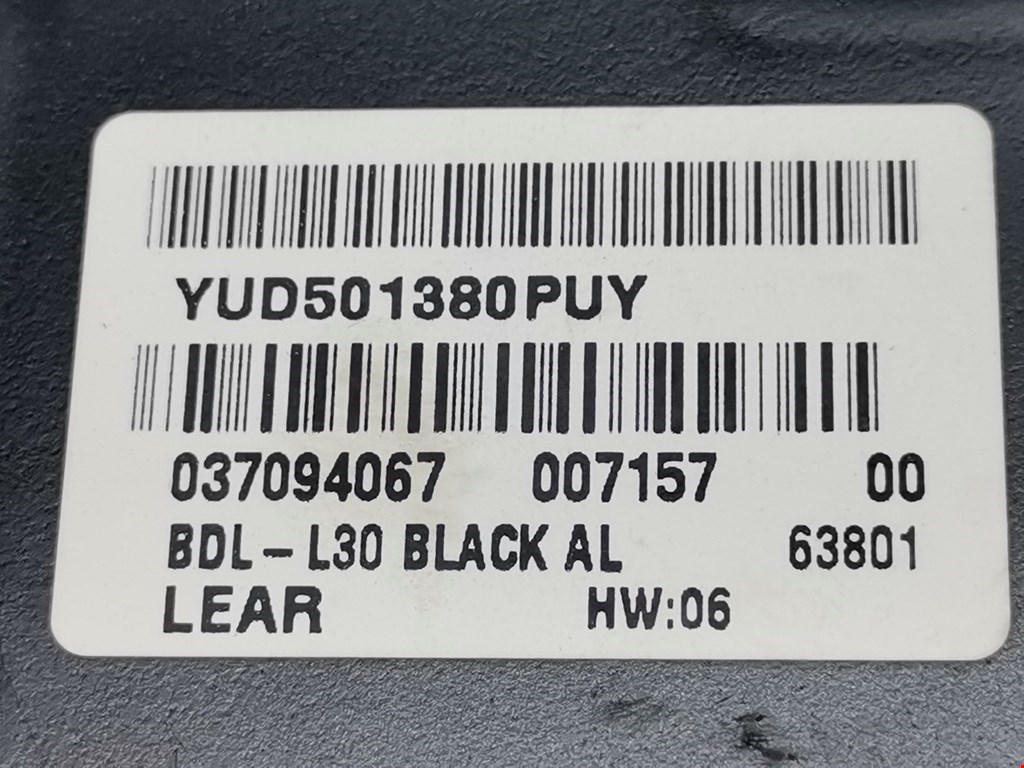 YUD501380PUY
037094067 007157 00
BDL-L30 BLACK AL 63801
LEAR HW:06